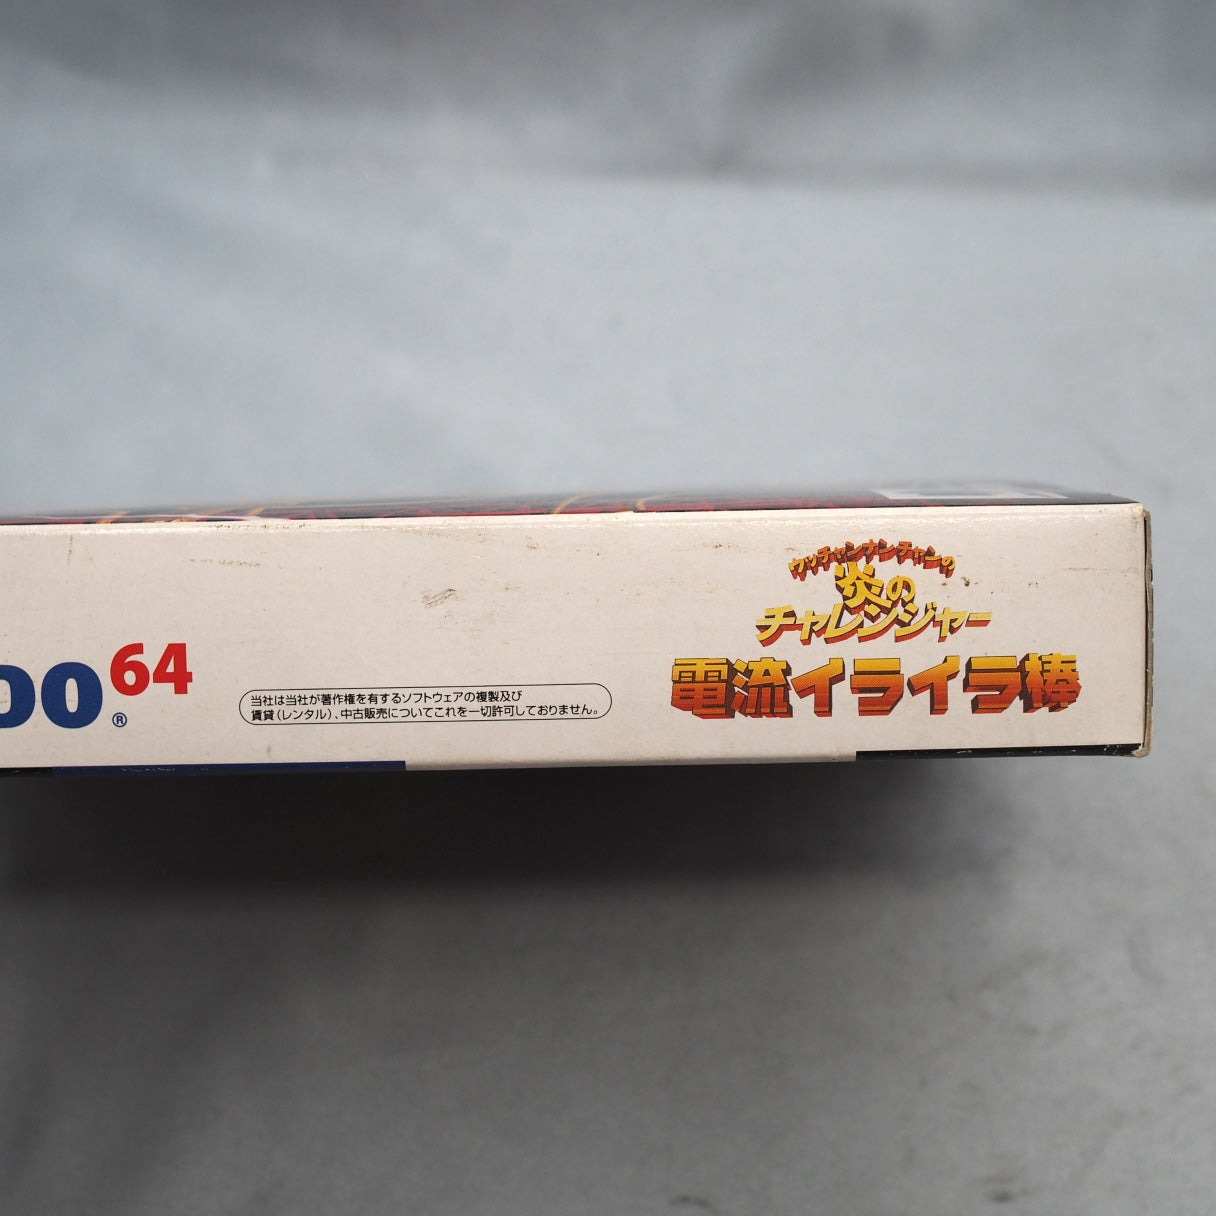 DO64®
当社は当社が著作権を有するソフトウェアの複製及び
賃貸(レンタル)、中古販売についてこれを一切許可しておりません。
ウッチャンナンチャンの
炎の
チャレンジャー
電流イライラ棒